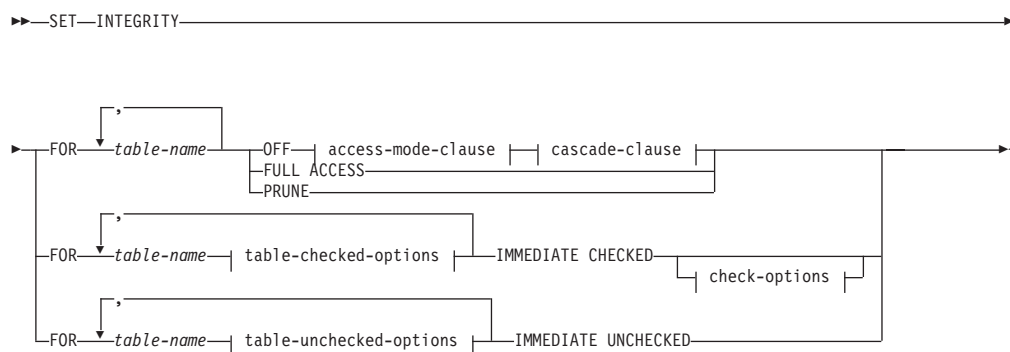 SET INTEGRITY
,
FOR table-name OFF access-mode-clause cascade-clause
FULL ACCESS
PRUNE
,
FOR table-name table-checked-options IMMEDIATE CHECKED
check-options
,
FOR table-name table-unchecked-options IMMEDIATE UNCHECKED